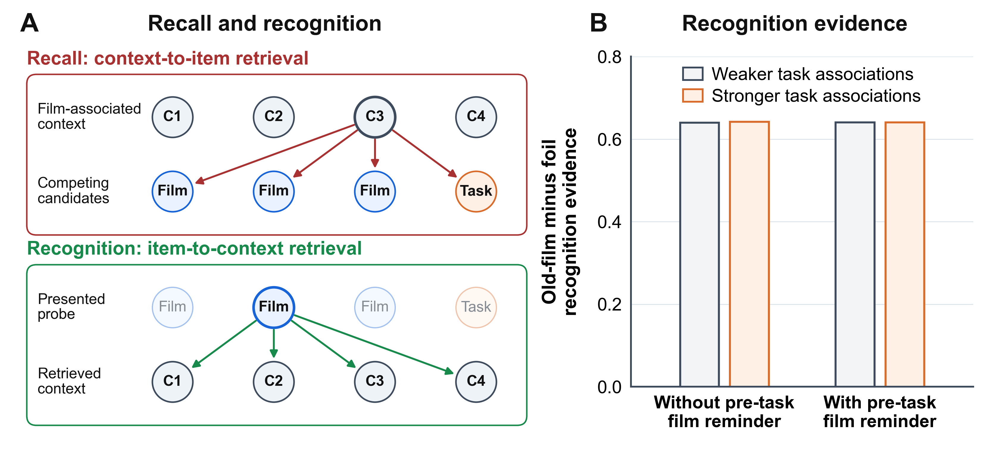 A
Recall and recognition
Recall: context-to-item retrieval
Film-associated
context
C1
C2
C3
C4
Competing
candidates
Film
Film
Film
Task
Recognition: item-to-context retrieval
Presented
probe
Film
Film
Film
Task
Retrieved
context
C1
C2
C3
C4
B
Recognition evidence
Old-film minus foil
recognition evidence
0.8
0.6
0.4
0.2
0.0
Weaker task associations
Stronger task associations
Without pre-task
film reminder
With pre-task
film reminder